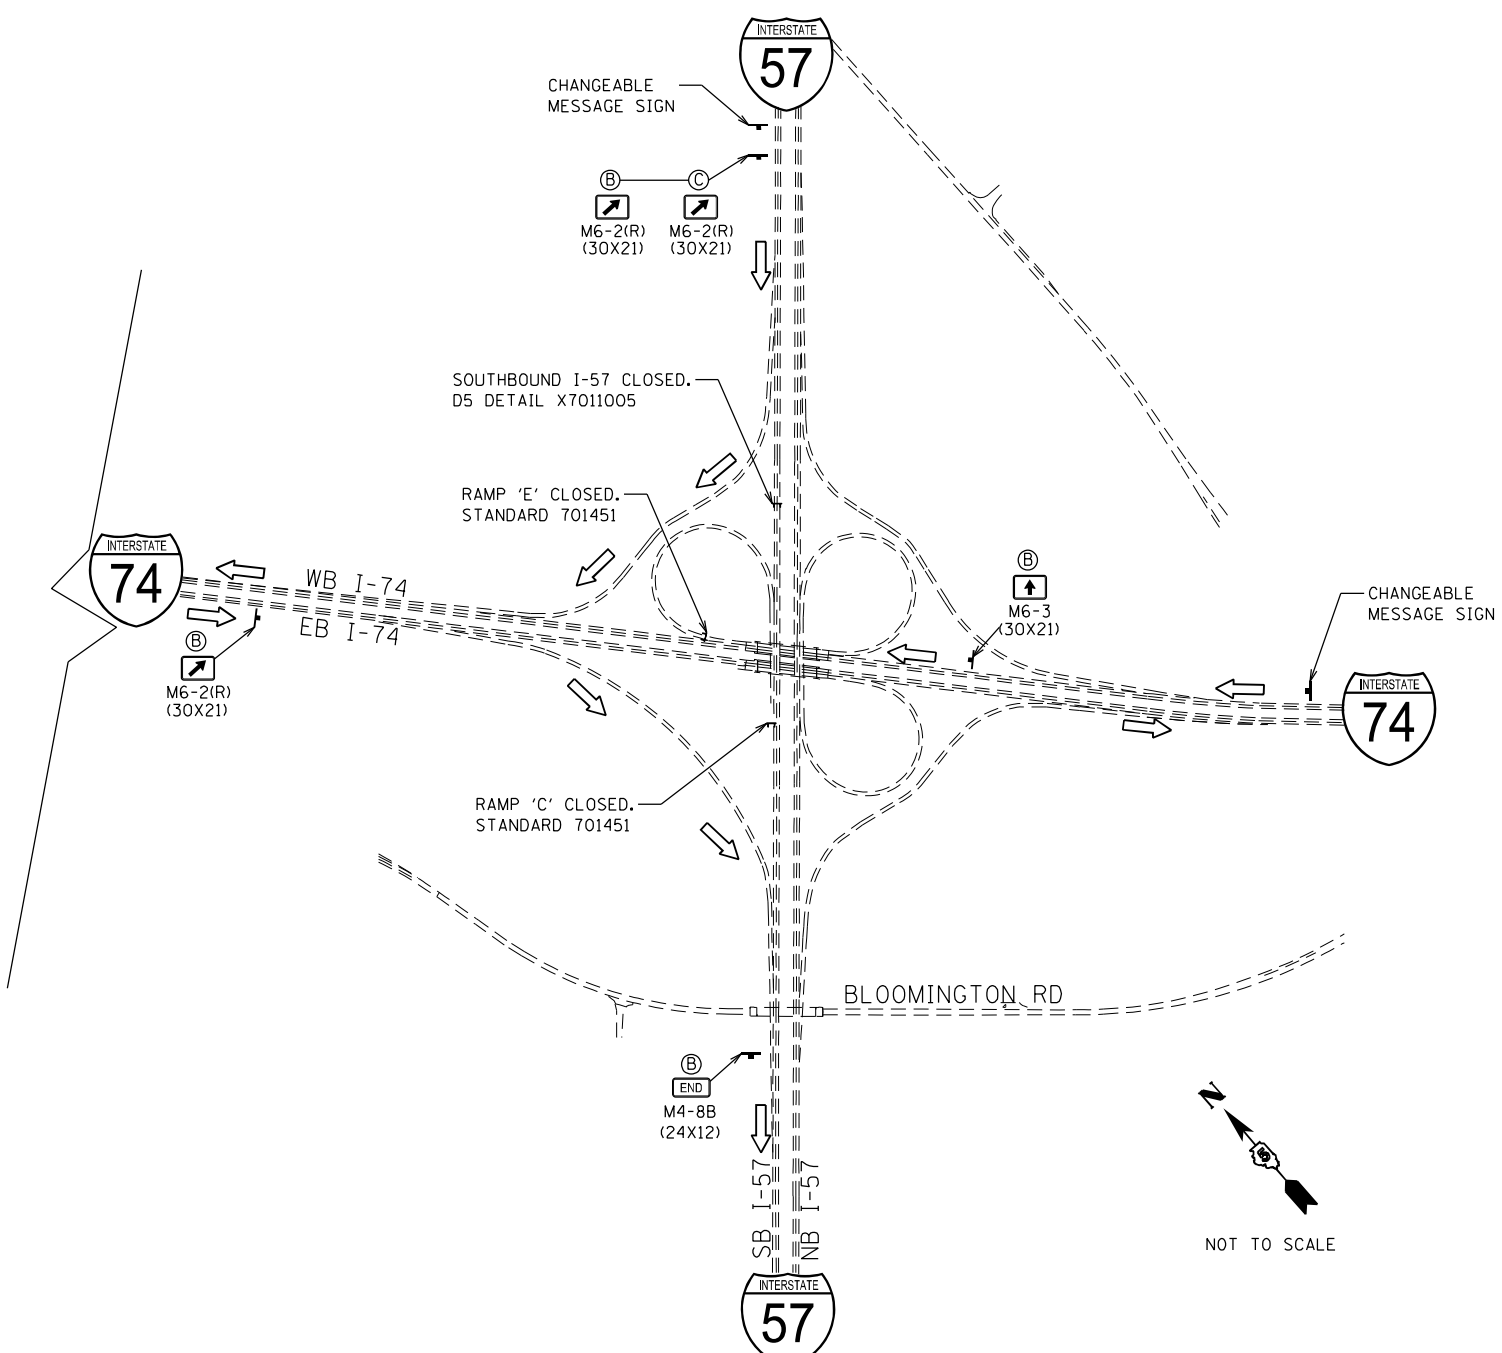 INTERSTATE
57
CHANGEABLE
MESSAGE SIGN
B
C
M6-2(R)
(30X21)
M6-2(R)
(30X21)
SOUTHBOUND I-57 CLOSED.
D5 DETAIL X7011005
RAMP 'E' CLOSED.
STANDARD 701451
INTERSTATE
74
WB I-74
EB I-74
B
M6-2(R)
(30X21)
B
M6-3
(30X21)
CHANGEABLE
MESSAGE SIGN
INTERSTATE
74
RAMP 'C' CLOSED.
STANDARD 701451
BLOOMINGTON RD
B
END
M4-8B
(24X12)
SB I-57
NB I-57
N
5
NOT TO SCALE
INTERSTATE
57